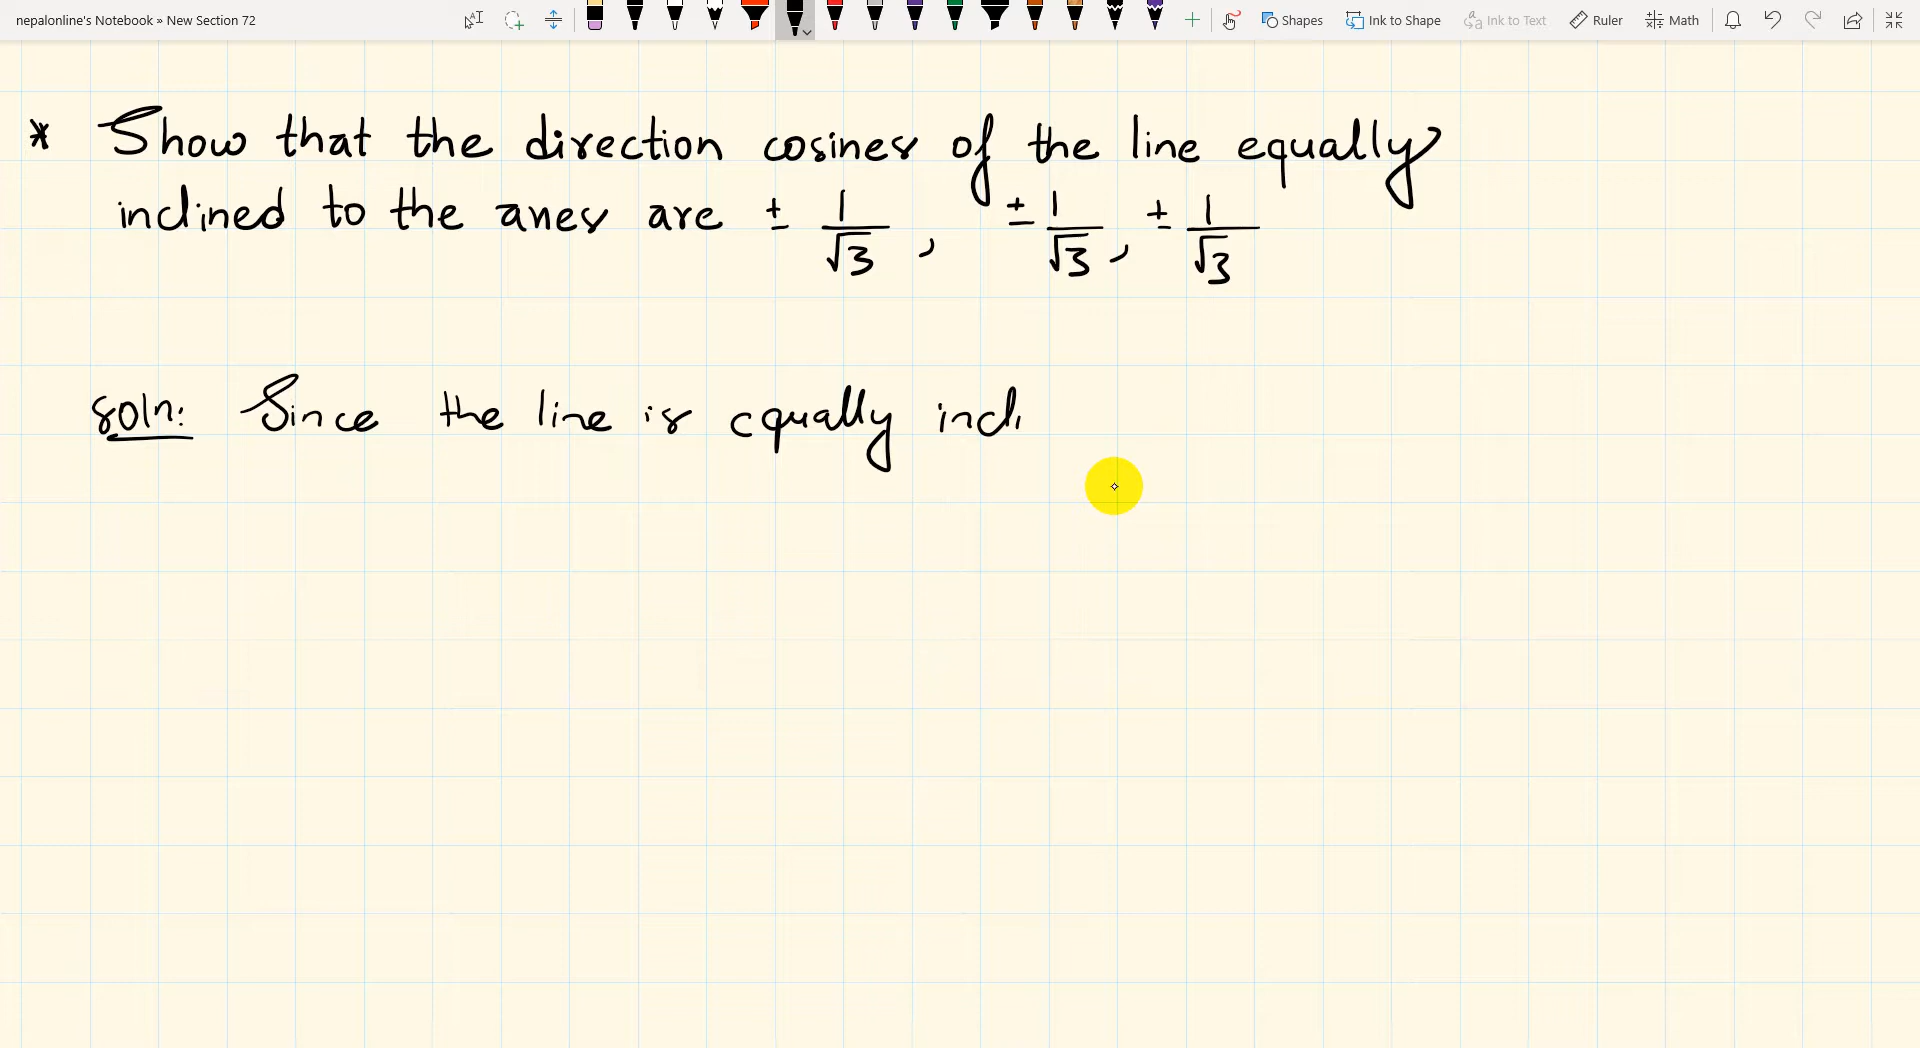 nepalonline's Notebook » New Section 72
Shapes Ink to Shape Ink to Text Ruler Math
* Show that the direction cosines of the line equally
inclined to the axes are ± 1/√3, ± 1/√3, ± 1/√3
soln: Since the line is equally incl